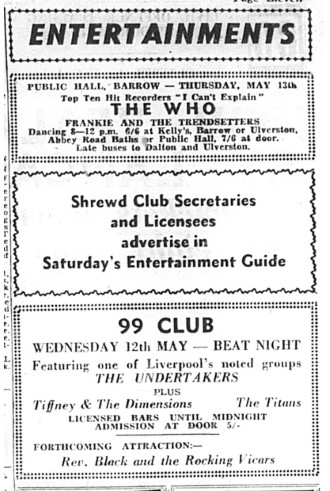 Page Eleven
ENTERTAINMENTS
PUBLIC HALL, BARROW — THURSDAY, MAY 13th
Top Ten Hit Recorders "I Can't Explain"
THE WHO
FRANKIE AND THE TRENDSETTERS
Dancing 8—12 p.m. 6/6 at Kelly's, Barrow or Ulverston,
Abbey Road Baths or Public Hall, 7/6 at door.
Late buses to Dalton and Ulverston.
Shrewd Club Secretaries
and Licensees
advertise in
Saturday's Entertainment Guide
99 CLUB
WEDNESDAY 12th MAY — BEAT NIGHT
Featuring one of Liverpool's noted groups
THE UNDERTAKERS
PLUS
Tiffney & The Dimensions The Titans
LICENSED BARS UNTIL MIDNIGHT
ADMISSION AT DOOR 5/-
FORTHCOMING ATTRACTION:—
Rev. Black and the Rocking Vicars